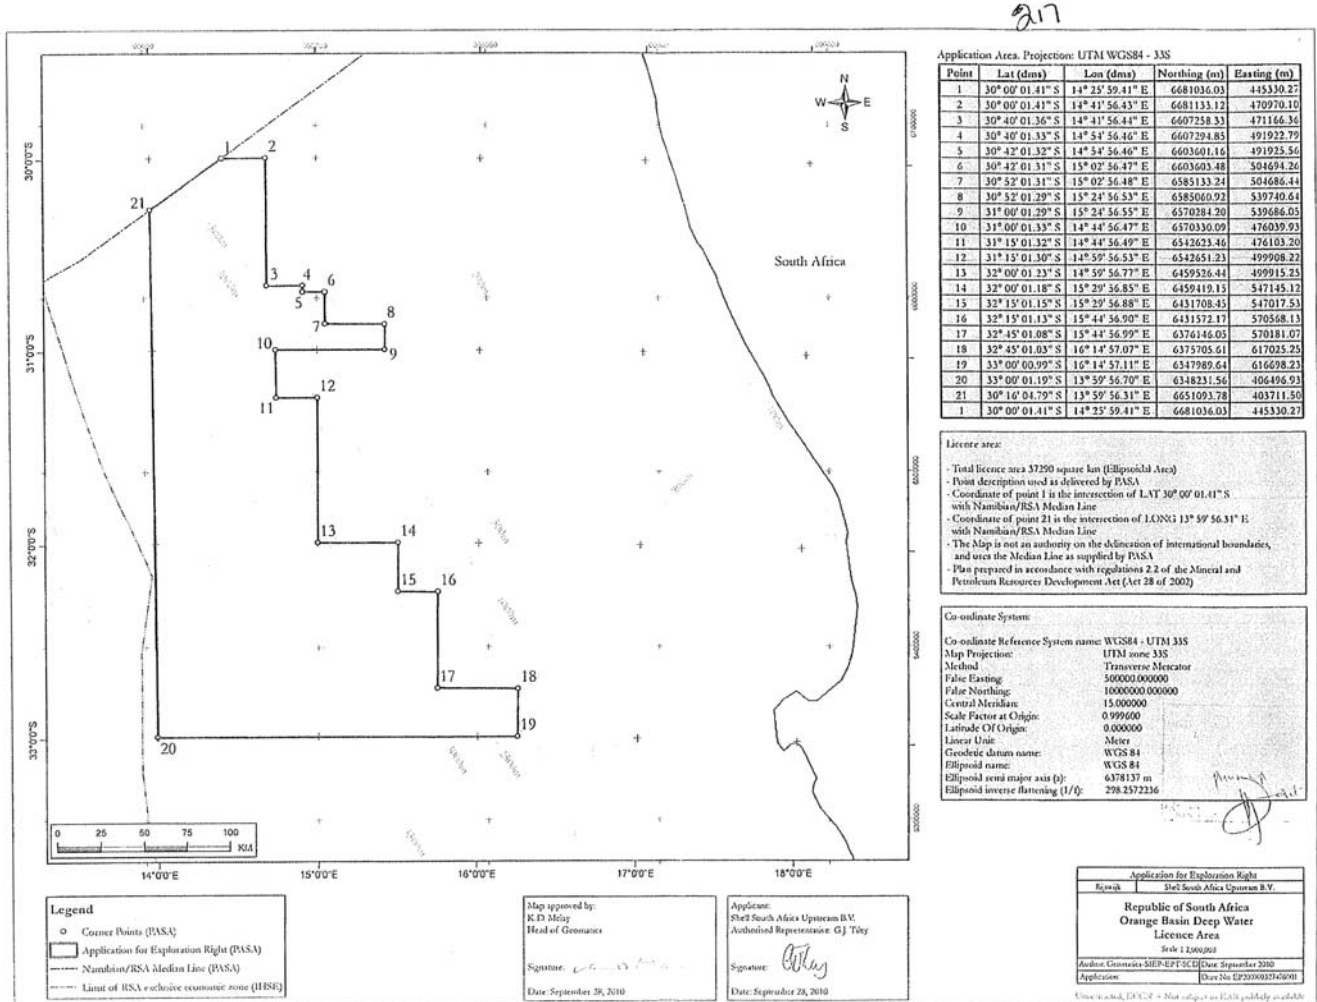 217
Application Area. Projection: UTM WGS84 - 33S
Point Lat (dms) Lon (dms) Northing (m) Easting (m)
1 30° 00' 01.41" S 14° 25' 59.41" E 6681036.03 445330.27
2 30° 00' 01.41" S 14° 41' 56.43" E 6681133.12 470970.10
3 30° 40' 01.36" S 14° 41' 56.44" E 6607258.33 471166.36
4 30° 40' 01.33" S 14° 54' 56.46" E 6607294.85 491922.79
5 30° 42' 01.32" S 14° 54' 56.46" E 6603601.16 491925.56
6 30° 42' 01.31" S 15° 02' 56.47" E 6603603.48 504694.26
7 30° 52' 01.31" S 15° 02' 56.48" E 6585133.24 504686.44
8 30° 52' 01.29" S 15° 24' 56.53" E 6585060.92 539740.64
9 31° 00' 01.29" S 15° 24' 56.55" E 6570284.20 539686.05
10 31° 00' 01.33" S 14° 44' 56.47" E 6570330.09 476039.93
11 31° 15' 01.32" S 14° 44' 56.49" E 6542623.46 476103.20
12 31° 15' 01.30" S 14° 59' 56.53" E 6542651.23 499908.22
13 32° 00' 01.23" S 14° 59' 56.77" E 6459526.44 499915.25
14 32° 00' 01.18" S 15° 29' 56.85" E 6459419.15 547145.12
15 32° 15' 01.15" S 15° 29' 56.88" E 6431708.45 547017.53
16 32° 15' 01.13" S 15° 44' 56.90" E 6431572.17 570568.13
17 32° 45' 01.08" S 15° 44' 56.99" E 6376146.05 570181.07
18 32° 45' 01.03" S 16° 14' 57.07" E 6375705.61 617025.25
19 33° 00' 00.99" S 16° 14' 57.11" E 6347989.64 616698.23
20 33° 00' 01.19" S 13° 59' 56.70" E 6348231.56 406496.93
21 30° 16' 04.79" S 13° 59' 56.31" E 6651093.78 403711.50
1 30° 00' 01.41" S 14° 25' 59.41" E 6681036.03 445330.27
N
W E
S
1 2
21
3 4
5 6
7 8
9
10
11 12
13 14
15 16
17 18
19
20
South Africa
30°0'0"S
31°0'0"S
32°0'0"S
33°0'0"S
0 25 50 75 100
KM
14°0'0"E 15°0'0"E 16°0'0"E 17°0'0"E 18°0'0"E
Licence area:
- Total licence area 37290 square km (Ellipsoidal Area)
- Point description used as delivered by PASA
- Coordinate of point 1 is the intersection of LAT 30° 00' 01.41" S
with Namibian/RSA Median Line
- Coordinate of point 21 is the intersection of LONG 13° 59' 56.31" E
with Namibian/RSA Median Line
- The Map is not an authority on the delineation of international boundaries,
and uses the Median Line as supplied by PASA
- Plan prepared in accordance with regulations 2.2 of the Mineral and
Petroleum Resources Development Act (Act 28 of 2002)
Co-ordinate System:
Co-ordinate Reference System name: WGS84 - UTM 33S
Map Projection: UTM zone 33S
Method Transverse Mercator
False Easting: 500000.000000
False Northing: 10000000.000000
Central Meridian: 15.000000
Scale Factor at Origin: 0.999600
Latitude Of Origin: 0.000000
Linear Unit: Meter
Geodetic datum name: WGS 84
Ellipsoid name: WGS 84
Ellipsoid semi major axis (a): 6378137 m
Ellipsoid inverse flattening (1/f): 298.2572236
Legend
Corner Points (PASA)
Application for Exploration Right (PASA)
Namibian/RSA Median Line (PASA)
Limit of RSA exclusive economic zone (IHSE)
Map approved by:
K.D. Melay
Head of Geomatics
Signature:
Date: September 28, 2010
Applicant:
Shell South Africa Upstream B.V.
Authorised Representative: G.J. Tiley
Signature:
Date: September 28, 2010
Application for Exploration Right
Rijswijk Shell South Africa Upstream B.V.
Republic of South Africa
Orange Basin Deep Water
Licence Area
Author: Geomatics-SIEP-EPT-SCD Date: September 2010
Application: